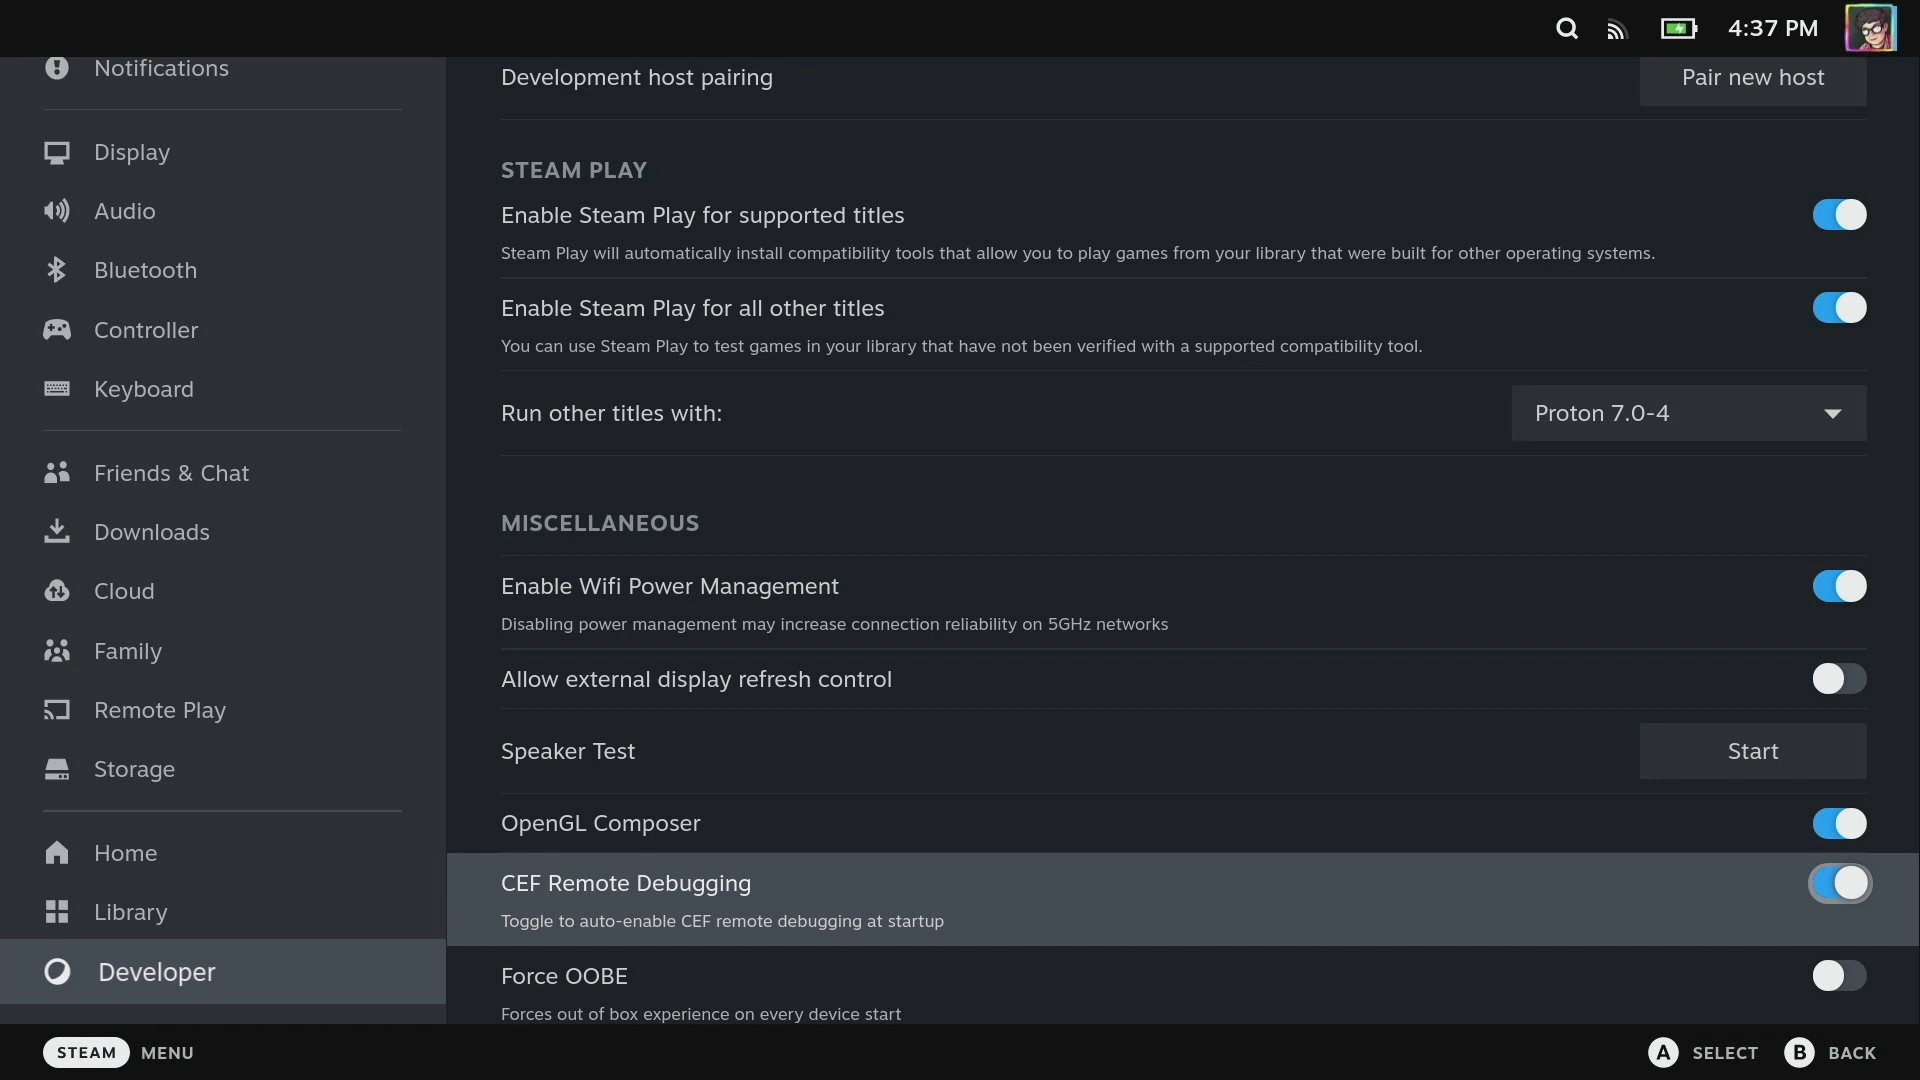 4:37 PM
Notifications
Display
Audio
Bluetooth
Controller
Keyboard
Friends & Chat
Downloads
Cloud
Family
Remote Play
Storage
Home
Library
Developer
Development host pairing
Pair new host
STEAM PLAY
Enable Steam Play for supported titles
Steam Play will automatically install compatibility tools that allow you to play games from your library that were built for other operating systems.
Enable Steam Play for all other titles
You can use Steam Play to test games in your library that have not been verified with a supported compatibility tool.
Run other titles with:
Proton 7.0-4
MISCELLANEOUS
Enable Wifi Power Management
Disabling power management may increase connection reliability on 5GHz networks
Allow external display refresh control
Speaker Test
Start
OpenGL Composer
CEF Remote Debugging
Toggle to auto-enable CEF remote debugging at startup
Force OOBE
Forces out of box experience on every device start
STEAM MENU
A SELECT B BACK